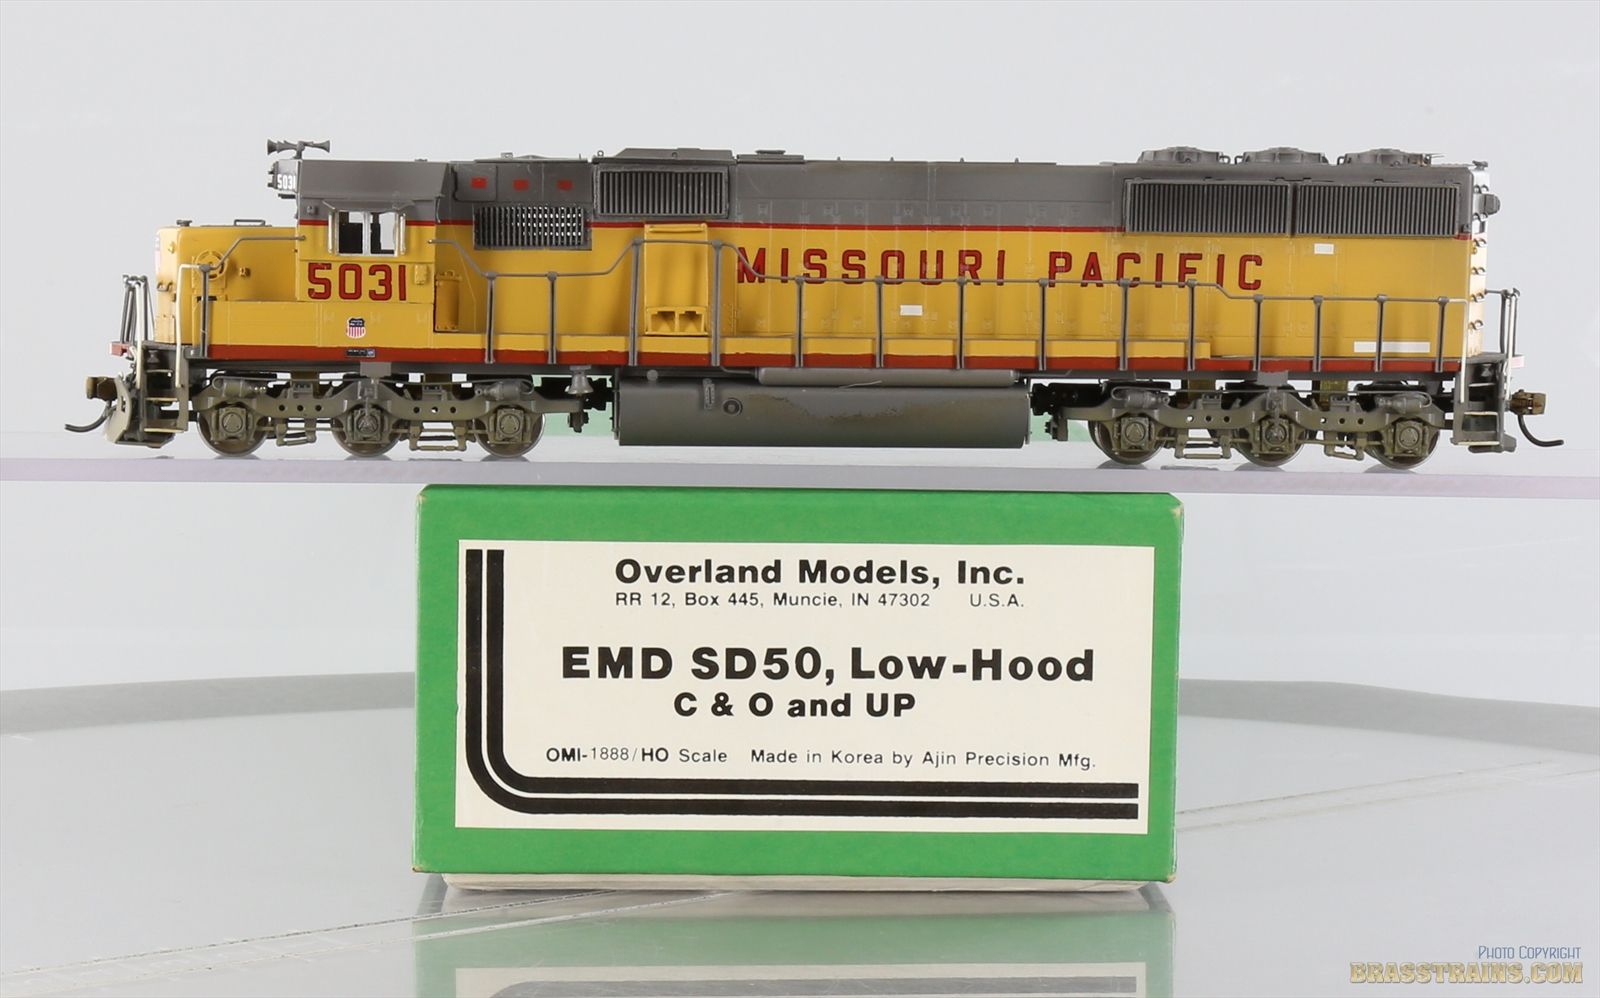 5031
MISSOURI PACIFIC
5031
Overland Models, Inc.
RR 12, Box 445, Muncie, IN 47302 U.S.A.
EMD SD50, Low-Hood
C & O and UP
OMI-1888/HO Scale Made in Korea by Ajin Precision Mfg.
PHOTO COPYRIGHT
BRASSTRAINS.COM